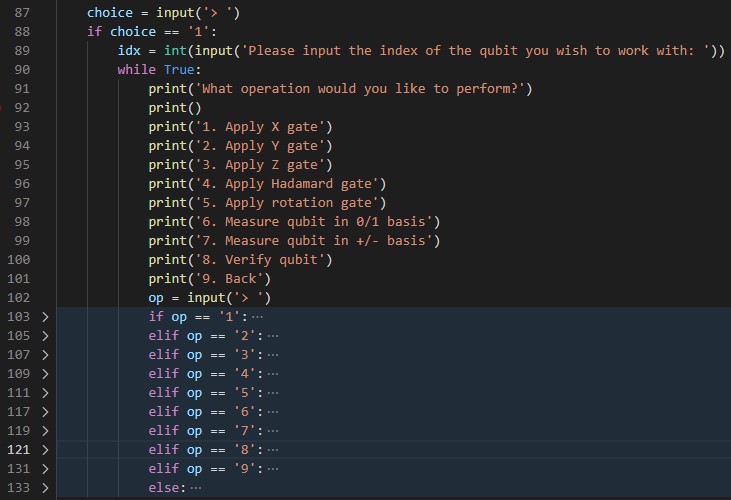 87 choice = input('> ')
88 if choice == '1':
89 idx = int(input('Please input the index of the qubit you wish to work with: '))
90 while True:
91 print('What operation would you like to perform?')
92 print()
93 print('1. Apply X gate')
94 print('2. Apply Y gate')
95 print('3. Apply Z gate')
96 print('4. Apply Hadamard gate')
97 print('5. Apply rotation gate')
98 print('6. Measure qubit in 0/1 basis')
99 print('7. Measure qubit in +/- basis')
100 print('8. Verify qubit')
101 print('9. Back')
102 op = input('> ')
103 > if op == '1':···
105 > elif op == '2':···
107 > elif op == '3':···
109 > elif op == '4':···
111 > elif op == '5':···
117 > elif op == '6':···
119 > elif op == '7':···
121 > elif op == '8':···
131 > elif op == '9':···
133 > else:···